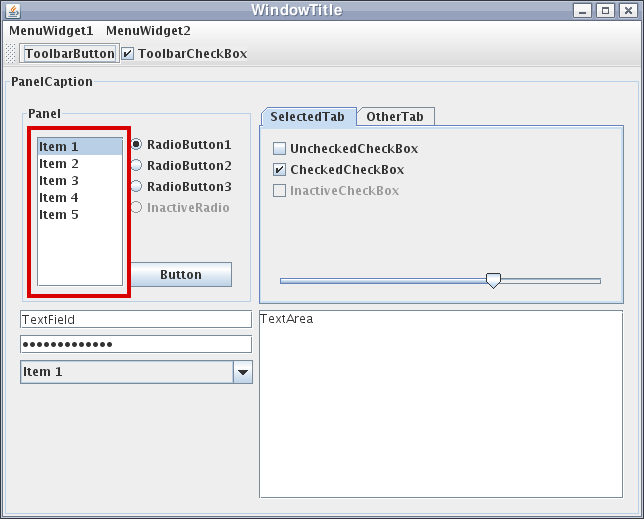 WindowTitle
MenuWidget1 MenuWidget2
ToolbarButton ToolbarCheckBox
PanelCaption
Panel
Item 1
Item 2
Item 3
Item 4
Item 5
RadioButton1
RadioButton2
RadioButton3
InactiveRadio
Button
SelectedTab OtherTab
UncheckedCheckBox
CheckedCheckBox
InactiveCheckBox
TextField
●●●●●●●●●●●●●
Item 1
TextArea